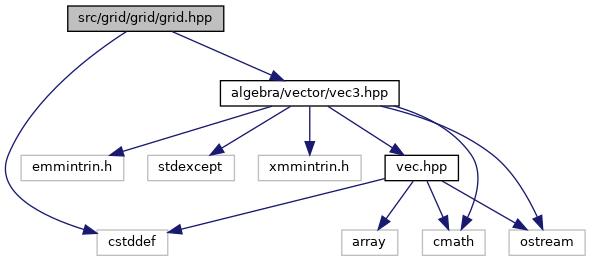 src/grid/grid/grid.hpp
algebra/vector/vec3.hpp
emmintrin.h
stdexcept
xmmintrin.h
vec.hpp
cstddef
array
cmath
ostream